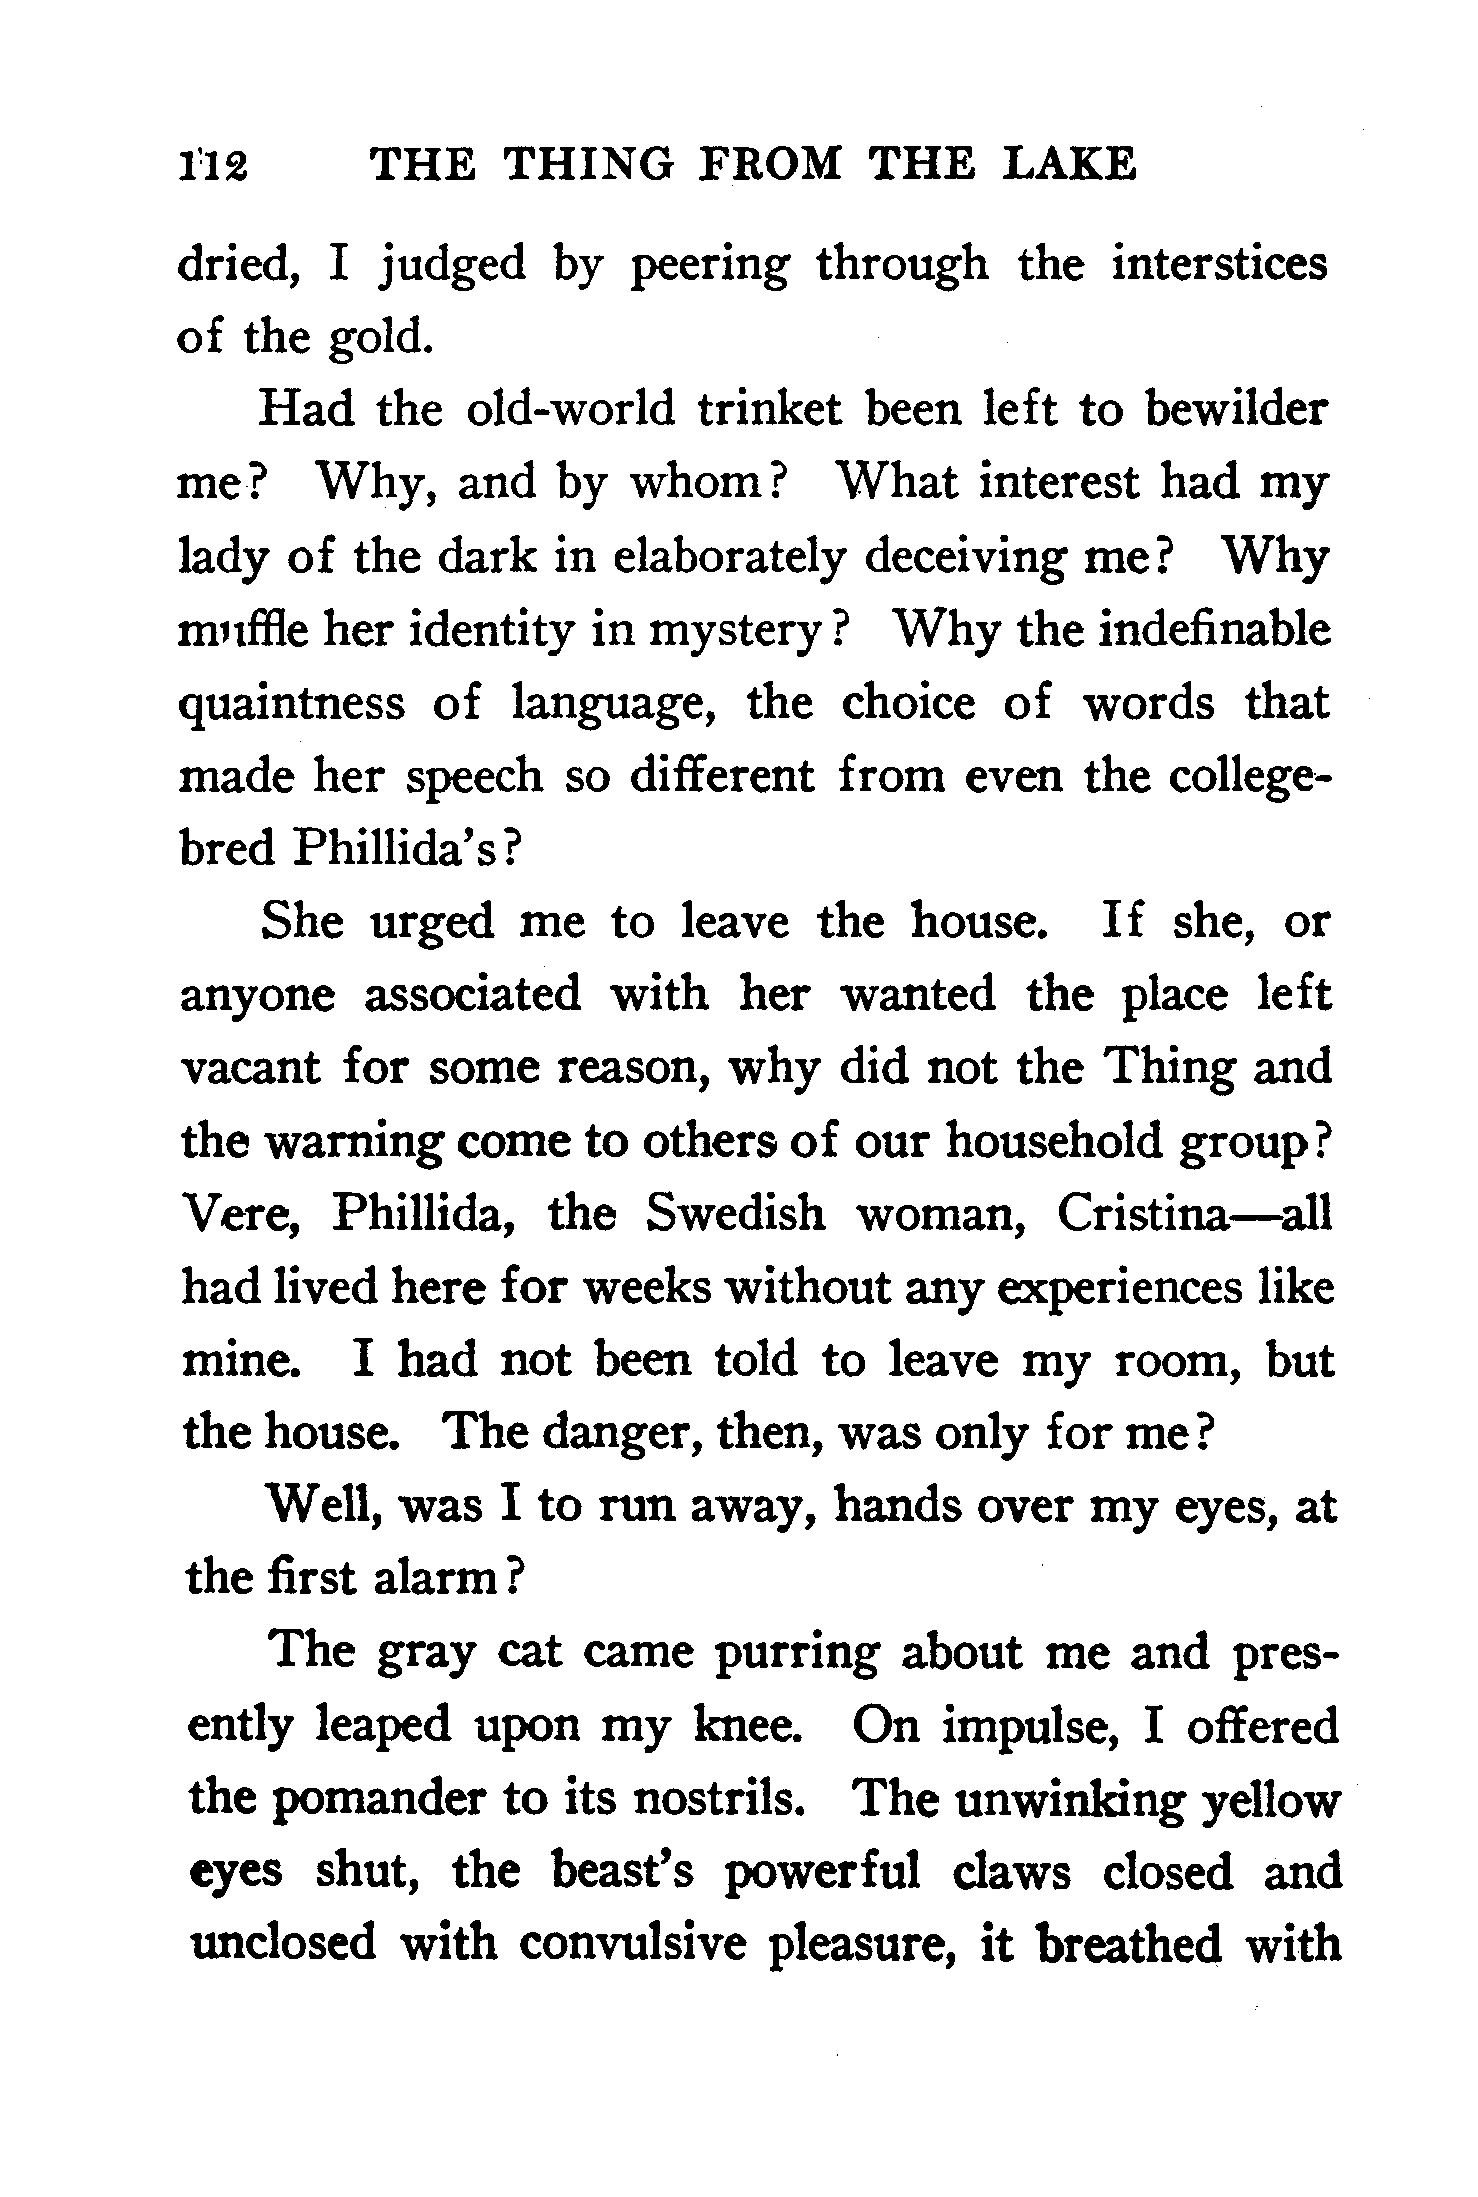 112 THE THING FROM THE LAKE
dried, I judged by peering through the interstices
of the gold.
Had the old-world trinket been left to bewilder
me? Why, and by whom? What interest had my
lady of the dark in elaborately deceiving me? Why
muffle her identity in mystery? Why the indefinable
quaintness of language, the choice of words that
made her speech so different from even the college-
bred Phillida's?
She urged me to leave the house. If she, or
anyone associated with her wanted the place left
vacant for some reason, why did not the Thing and
the warning come to others of our household group?
Vere, Phillida, the Swedish woman, Cristina—all
had lived here for weeks without any experiences like
mine. I had not been told to leave my room, but
the house. The danger, then, was only for me?
Well, was I to run away, hands over my eyes, at
the first alarm?
The gray cat came purring about me and pres-
ently leaped upon my knee. On impulse, I offered
the pomander to its nostrils. The unwinking yellow
eyes shut, the beast's powerful claws closed and
unclosed with convulsive pleasure, it breathed with